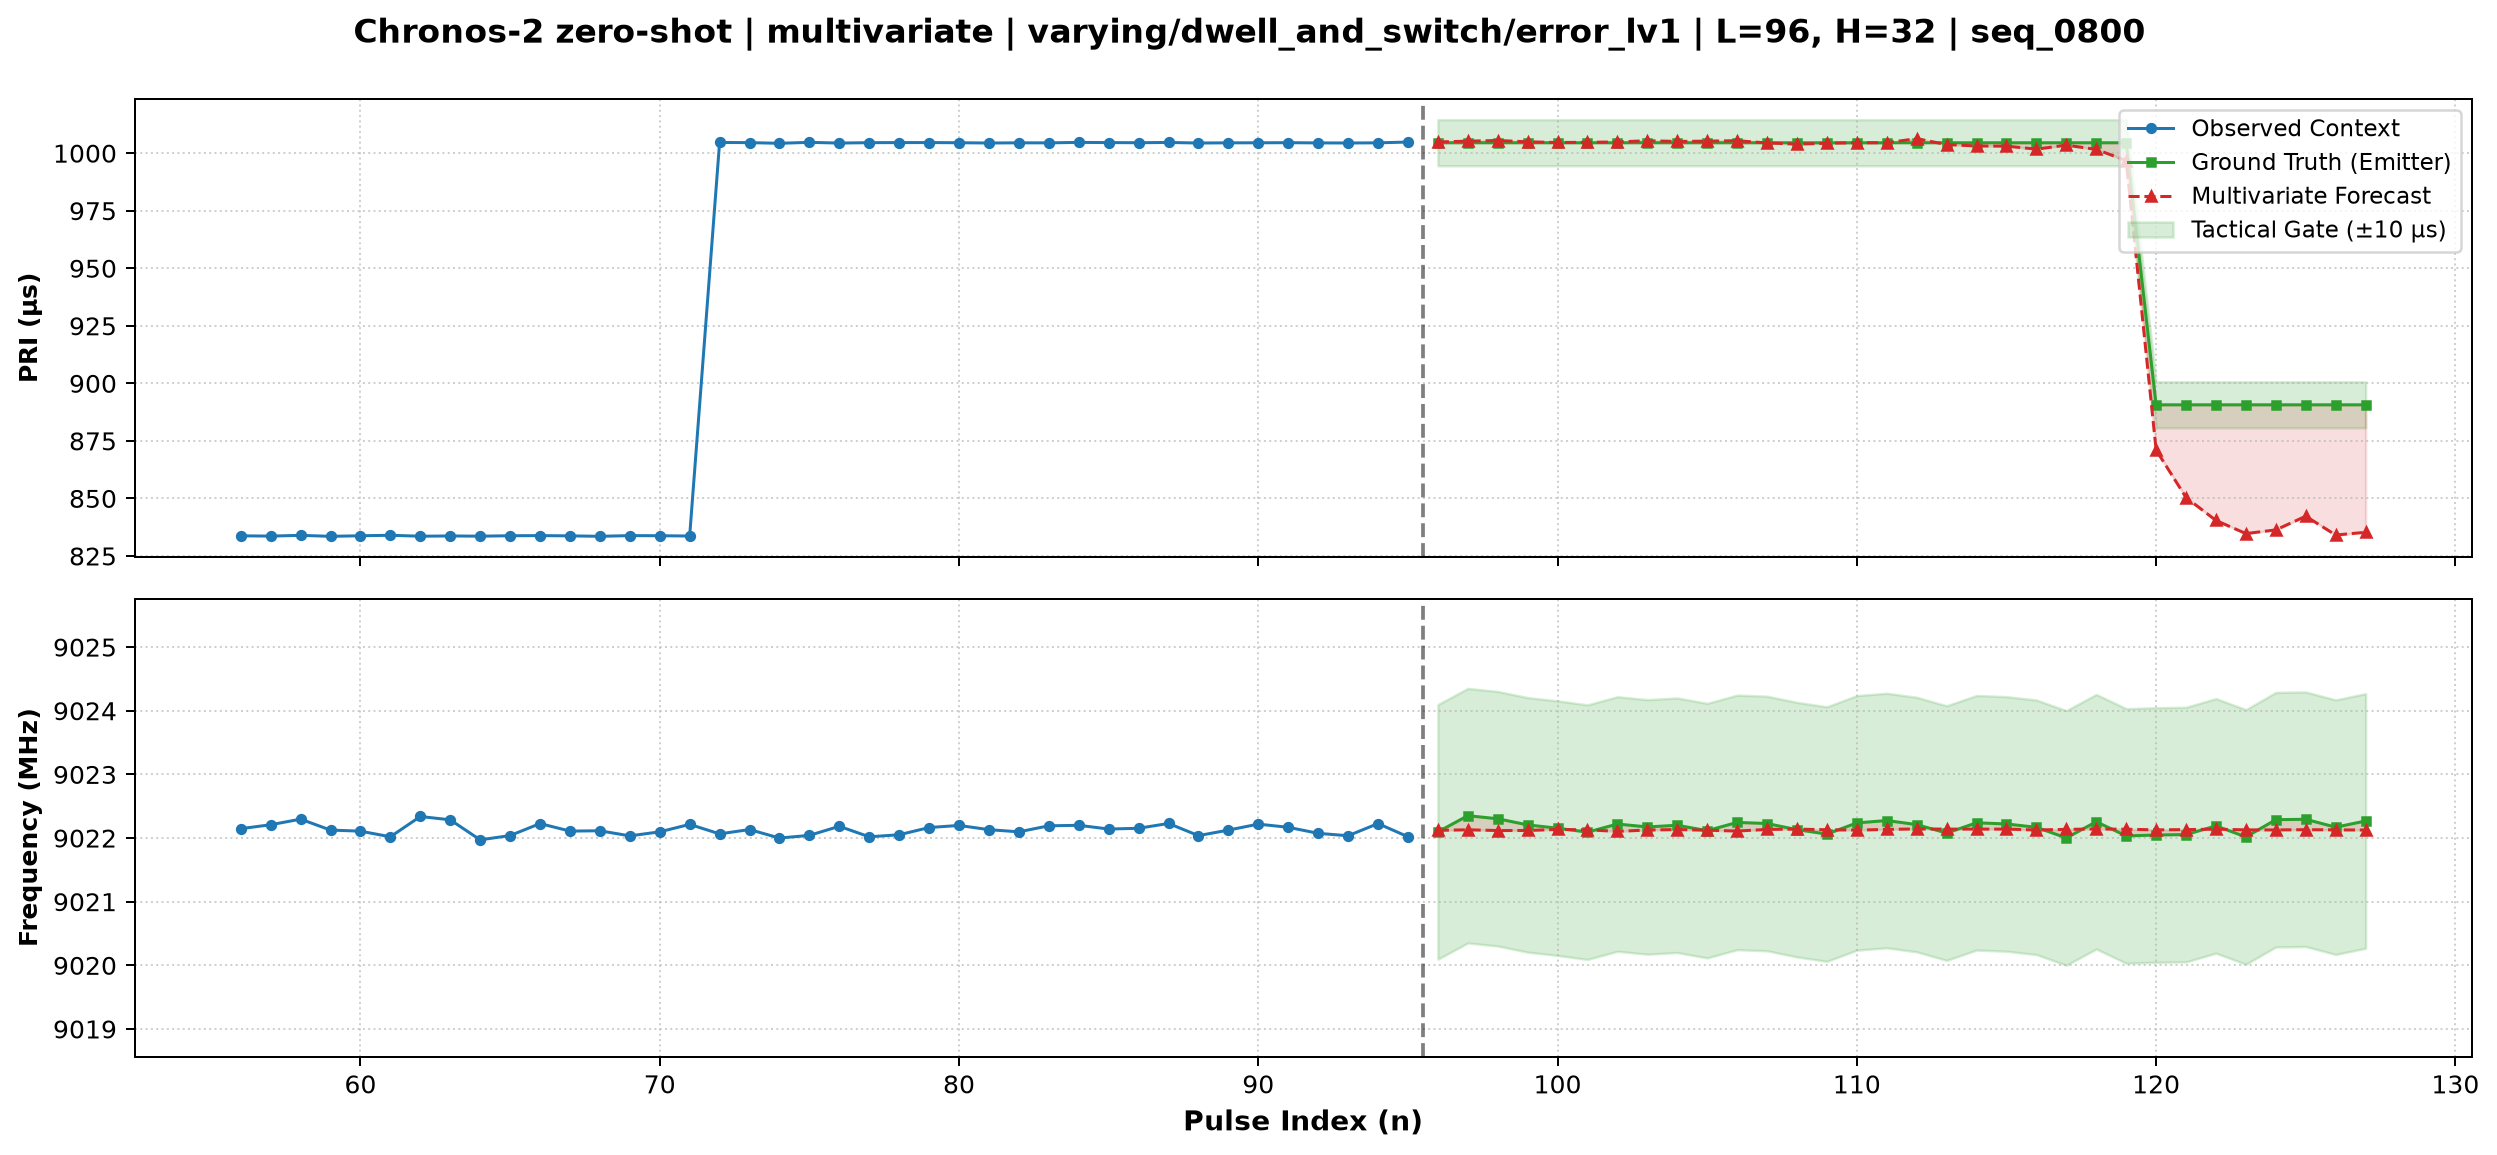 Chronos-2 zero-shot | multivariate | varying/dwell_and_switch/error_lv1 | L=96, H=32 | seq_0800
1000
975
950
925
900
875
850
825
PRI (µs)
Observed Context
Ground Truth (Emitter)
Multivariate Forecast
Tactical Gate (±10 µs)
9025
9024
9023
9022
9021
9020
9019
Frequency (MHz)
60 70 80 90 100 110 120 130
Pulse Index (n)